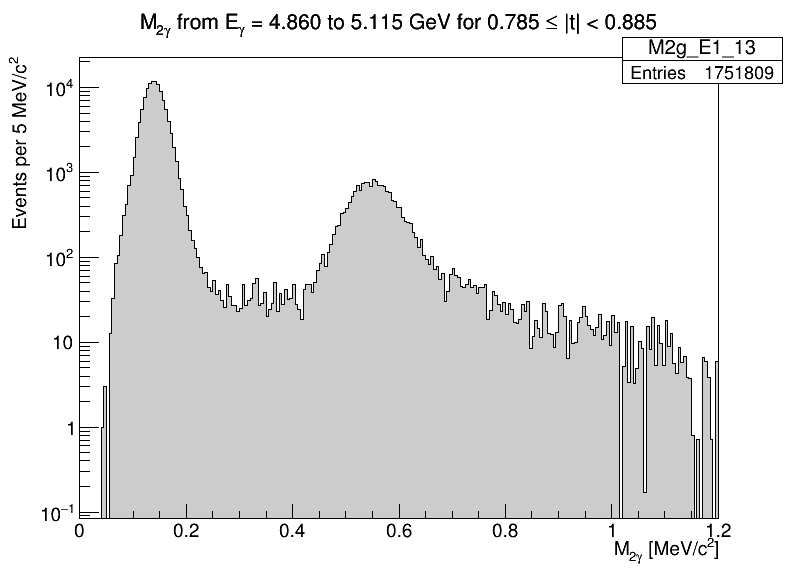 M2γ from Eγ = 4.860 to 5.115 GeV for 0.785 ≤ |t| < 0.885
M2g_E1_13
Entries 1751809
Events per 5 MeV/c²
10⁴
10³
10²
10
1
10⁻¹
0 0.2 0.4 0.6 0.8 1 1.2
M2γ [MeV/c²]